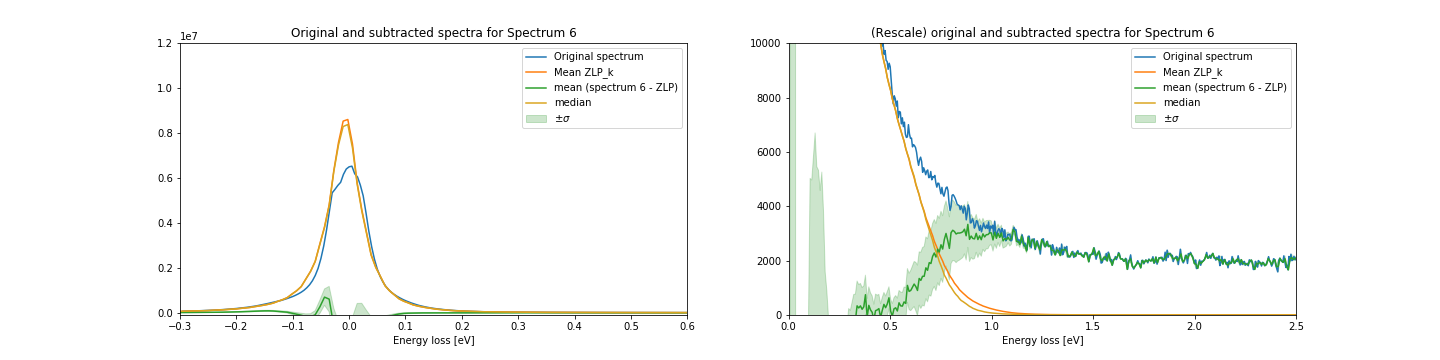 Original and subtracted spectra for Spectrum 6
1e7
1.2
1.0
0.8
0.6
0.4
0.2
0.0
−0.3 −0.2 −0.1 0.0 0.1 0.2 0.3 0.4 0.5 0.6
Energy loss [eV]
Original spectrum
Mean ZLP_k
mean (spectrum 6 - ZLP)
median
±σ
(Rescale) original and subtracted spectra for Spectrum 6
10000
8000
6000
4000
2000
0
0.0 0.5 1.0 1.5 2.0 2.5
Energy loss [eV]
Original spectrum
Mean ZLP_k
mean (spectrum 6 - ZLP)
median
±σ